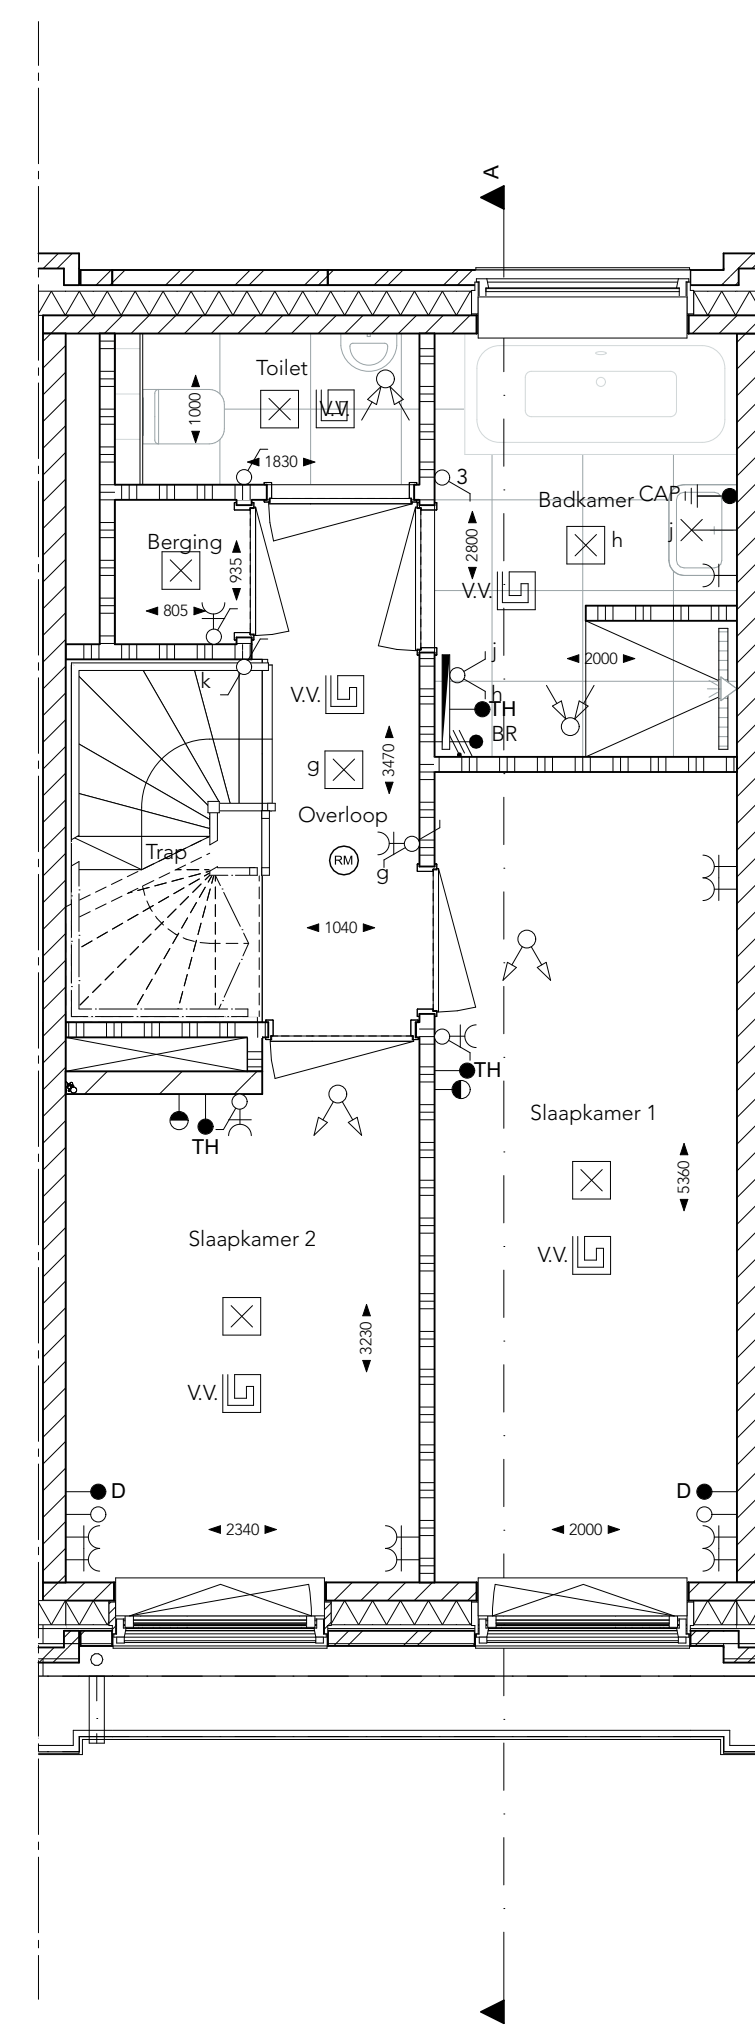 A
Toilet
1000
V.V.
1830
3
Badkamer
CAP
Berging
h
j
2800
935
V.V.
805
j
2000
k
h
V.V.
TH
BR
g
3470
Overloop
Trap
RM
g
1040
TH
Slaapkamer 1
TH
5360
Slaapkamer 2
V.V.
3230
V.V.
D
D
2340
2000